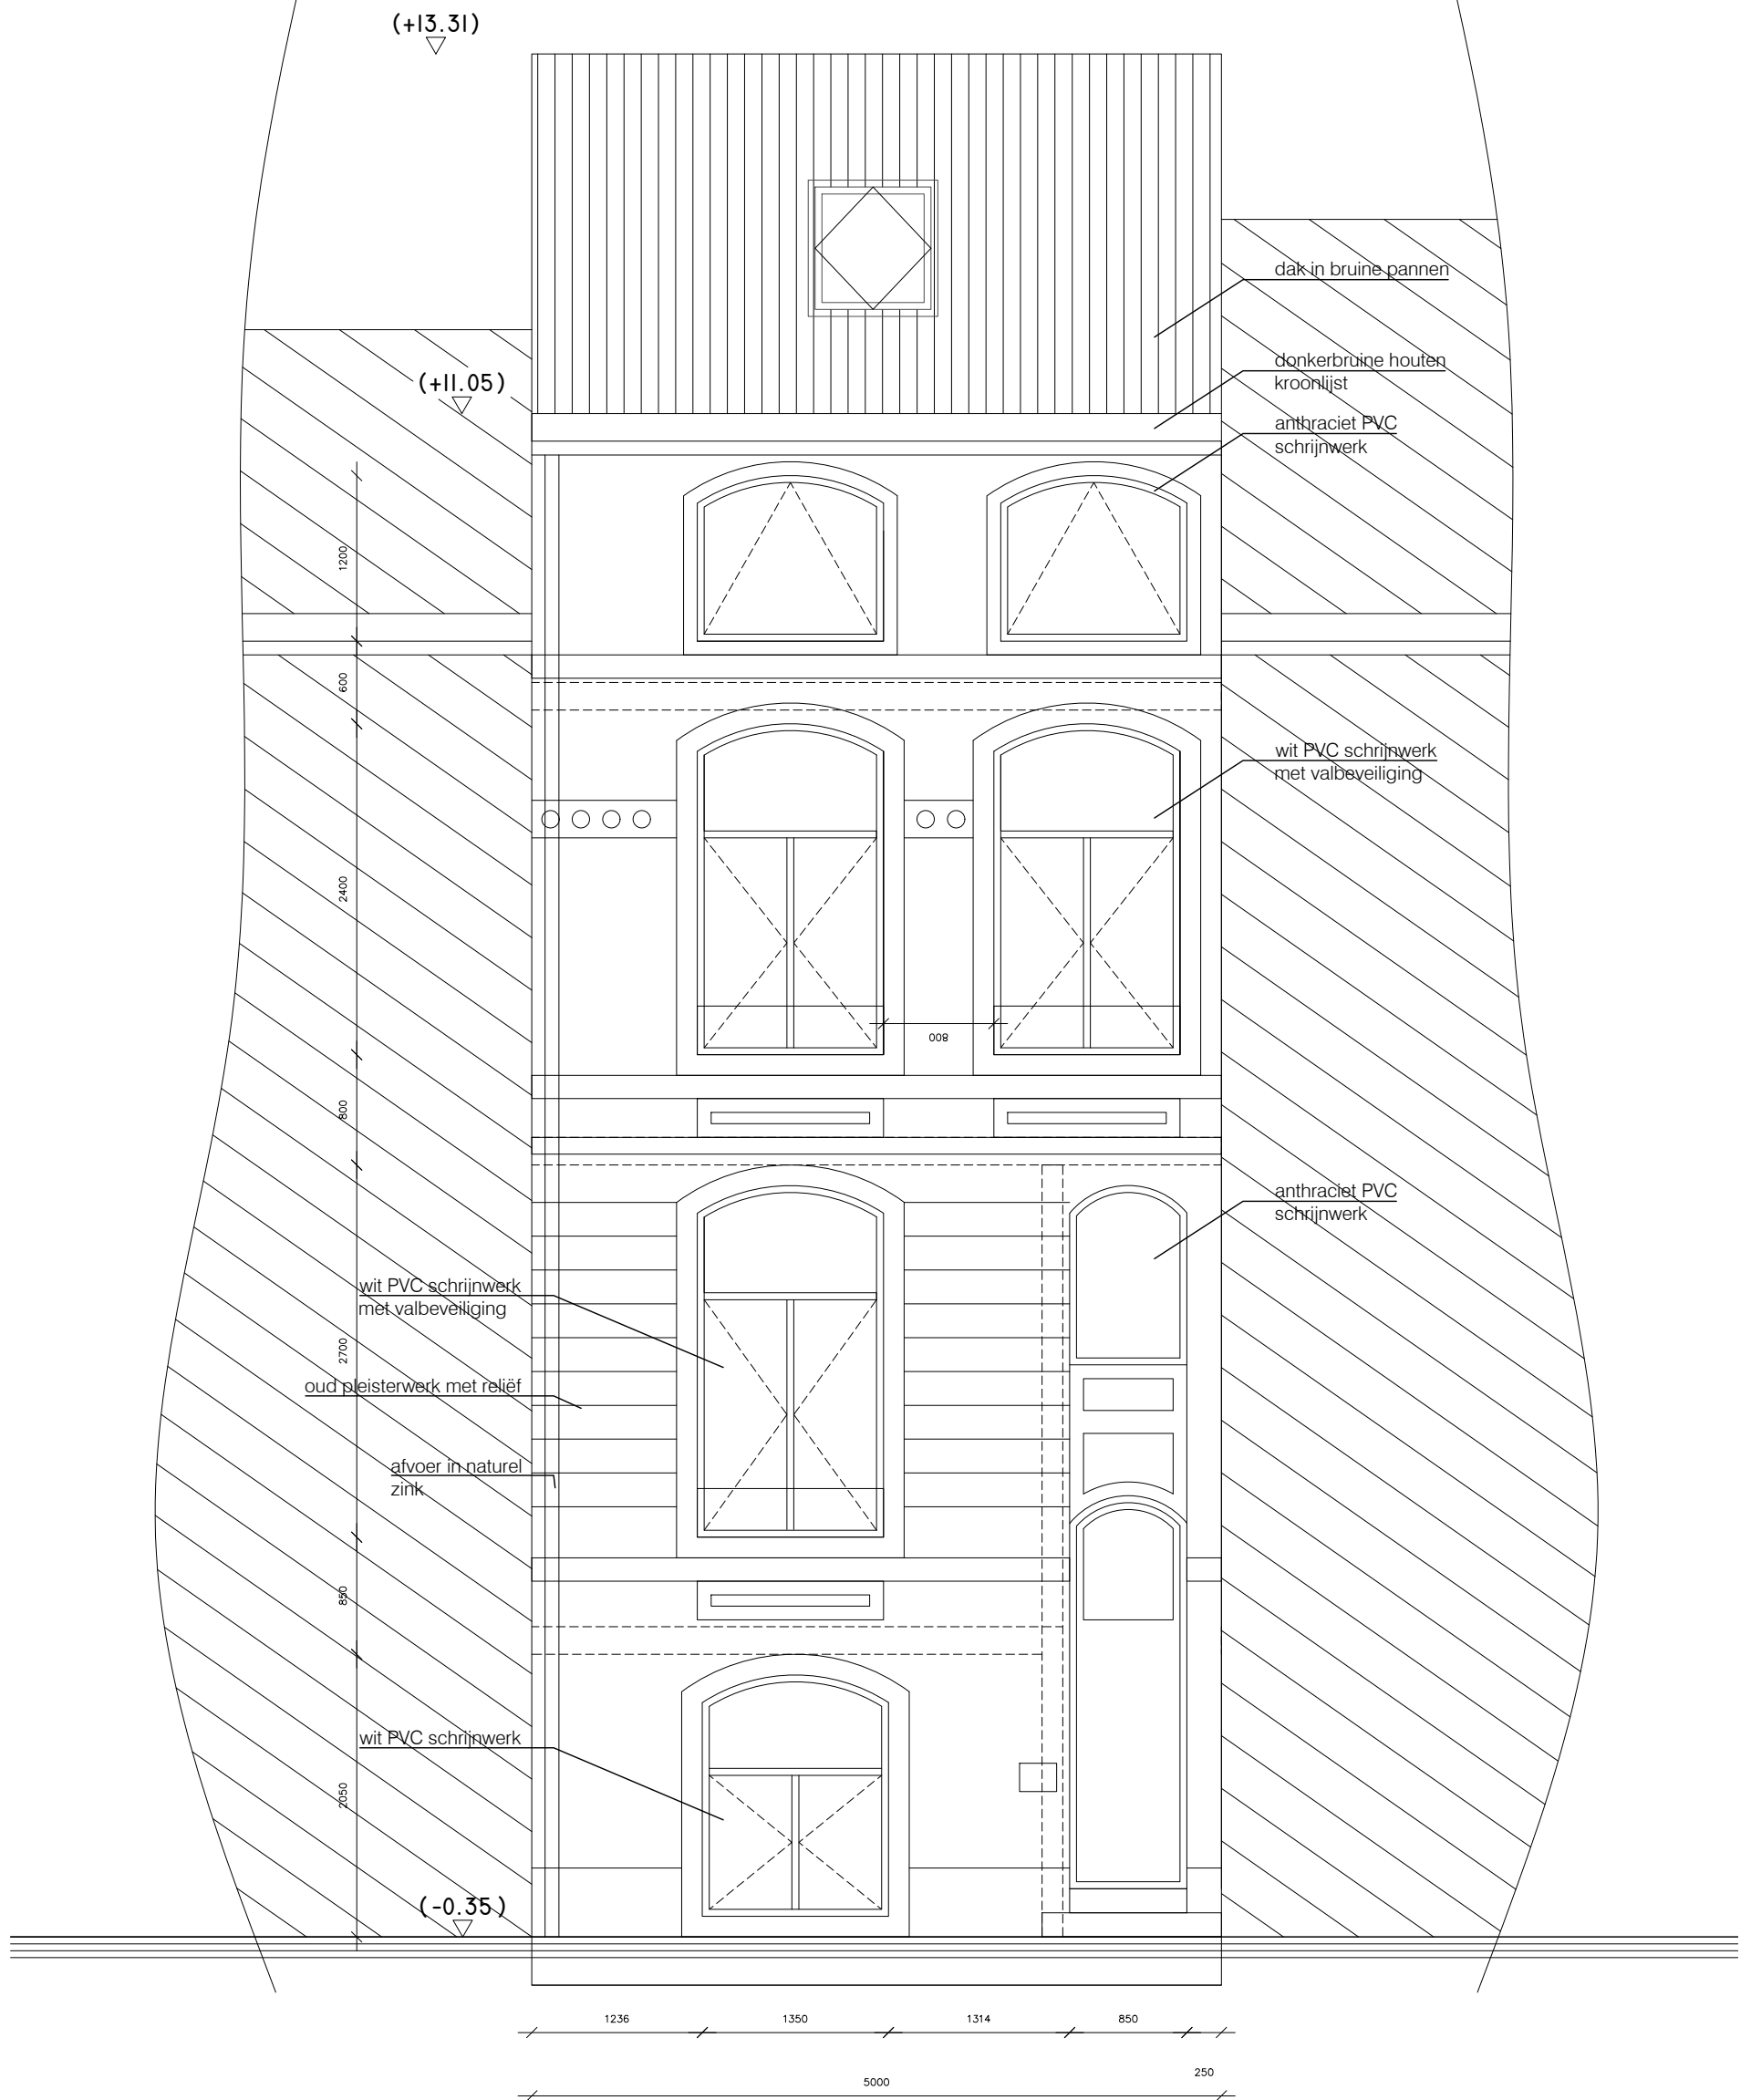 (+13.31)
dak in bruine pannen
donkerbruine houten
kroonlijst
(+11.05)
anthraciet PVC
schrijnwerk
1200
600
wit PVC schrijnwerk
met valbeveiliging
2400
800
800
anthraciet PVC
schrijnwerk
wit PVC schrijnwerk
met valbeveiliging
2700
oud pleisterwerk met reliëf
afvoer in naturel
zink
850
wit PVC schrijnwerk
2050
(-0.35)
1236 1350 1314 850
250
5000